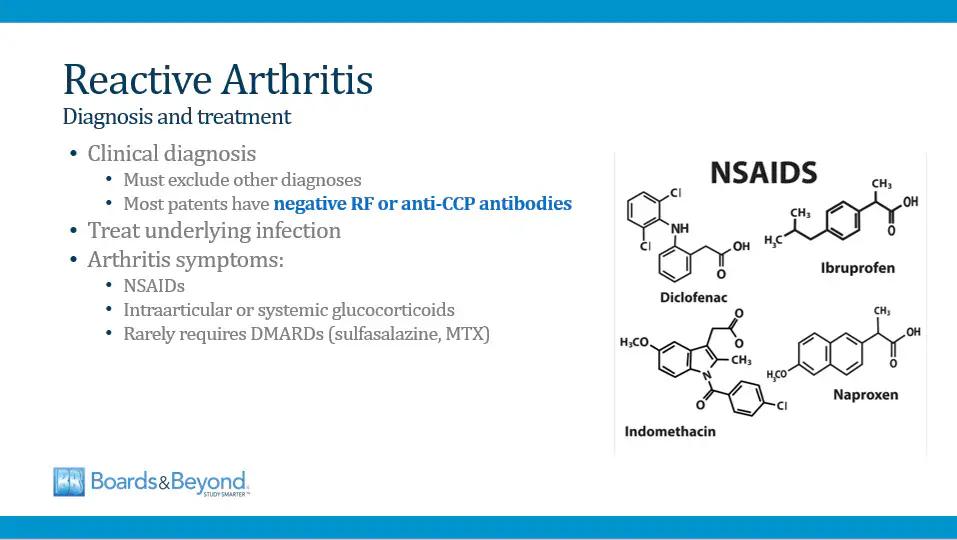 Reactive Arthritis
Diagnosis and treatment
• Clinical diagnosis
• Must exclude other diagnoses
• Most patents have negative RF or anti-CCP antibodies
• Treat underlying infection
• Arthritis symptoms:
• NSAIDs
• Intraarticular or systemic glucocorticoids
• Rarely requires DMARDs (sulfasalazine, MTX)
NSAIDS
Cl
NH
Cl
OH
O
Diclofenac
CH₃
CH₃
OH
H₃C
O
Ibruprofen
O
H₃CO
O
CH₃
N
O
Cl
Indomethacin
CH₃
OH
O
H₃CO
Naproxen
BB Boards&Beyond.
STUDY SMARTER™